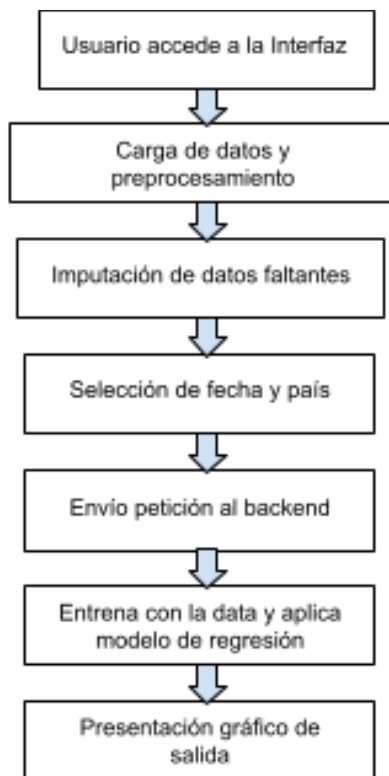 Usuario accede a la Interfaz
Carga de datos y
preprocesamiento
Imputación de datos faltantes
Selección de fecha y país
Envío petición al backend
Entrena con la data y aplica
modelo de regresión
Presentación gráfico de
salida